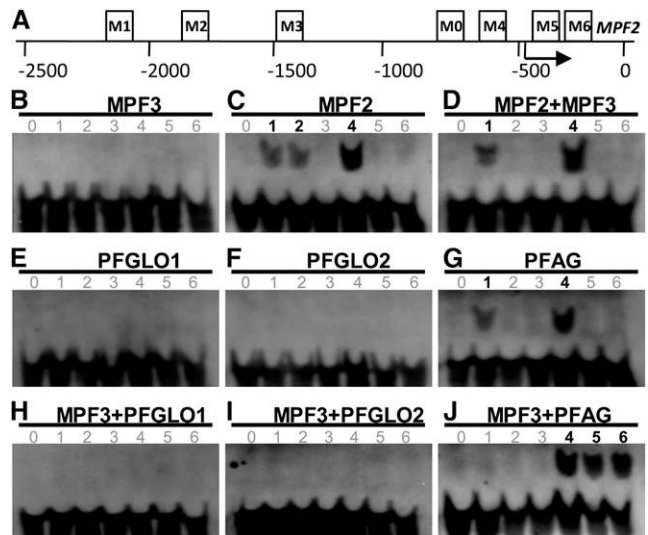 A M1 M2 M3 M0 M4 M5 M6 MPF2
-2500 -2000 -1500 -1000 -500 0
B MPF3 C MPF2 D MPF2+MPF3
0 1 2 3 4 5 6 0 1 2 3 4 6 0 1 2 3 4 5 6
E PFGLO1 F PFGLO2 G PFAG
0 1 2 3 4 5 6 0 1 2 3 4 5 6 0 1 2 3 4 5 6
H MPF3+PFGLO1 I MPF3+PFGLO2 J MPF3+PFAG
0 1 2 3 4 5 6 0 1 2 3 4 5 6 0 1 2 3 4 5 6